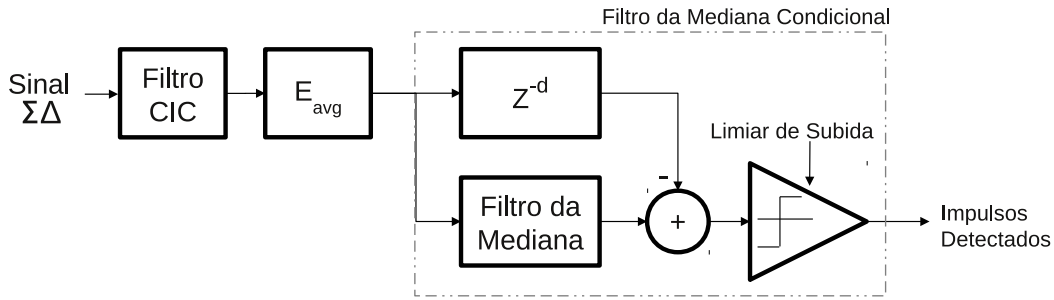 Filtro da Mediana Condicional
Sinal
ΣΔ
Filtro
CIC
E avg
Z -d
Limiar de Subida
Filtro da
Mediana
-
+
Impulsos
Detectados